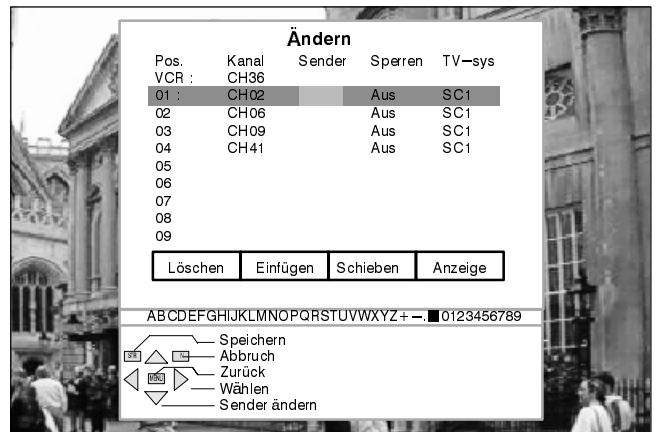 Ändern
Pos. Kanal Sender Sperren TV-sys
VCR : CH36
01 : CH02 Aus SC1
02 CH06 Aus SC1
03 CH09 Aus SC1
04 CH41 Aus SC1
05
06
07
08
09
Löschen Einfügen Schieben Anzeige
ABCDEFGHIJKLMNOPQRSTUVWXYZ+-.■0123456789
Speichern
STR N Abbruch
MENU Zurück
Wählen
Sender ändern